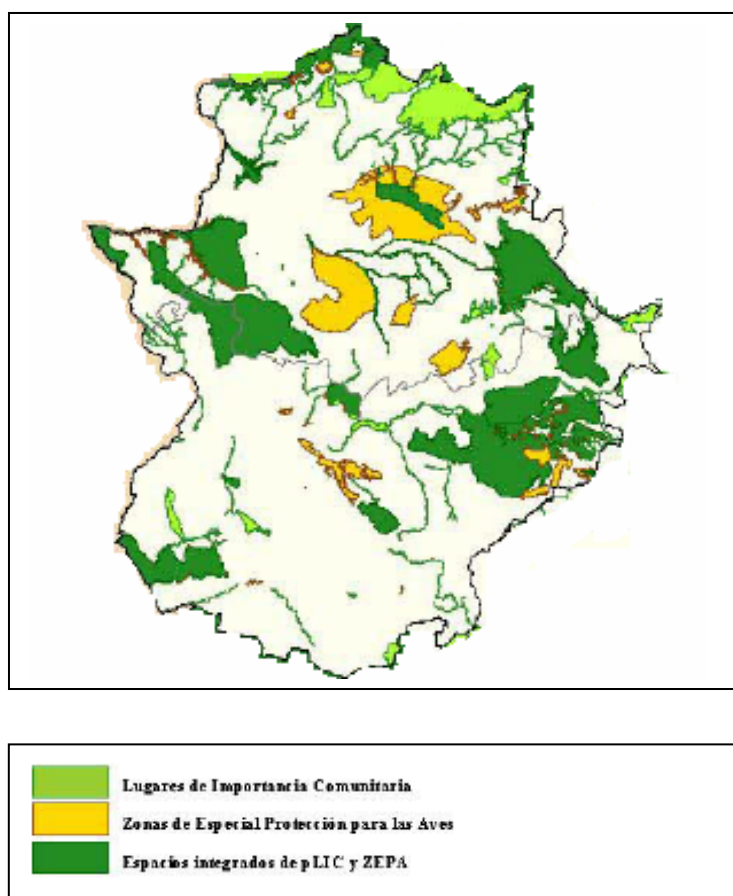 Lugares de Importancia Comunitaria
Zonas de Especial Protección para las Aves
Espacios integrados de pLIC y ZEPA